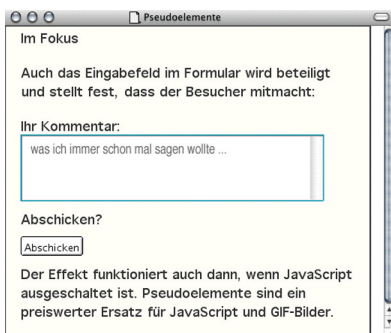 Pseudoelemente
Im Fokus
Auch das Eingabefeld im Formular wird beteiligt
und stellt fest, dass der Besucher mitmacht:
Ihr Kommentar:
was ich immer schon mal sagen wollte ...
Abschicken?
Abschicken
Der Effekt funktioniert auch dann, wenn JavaScript
ausgeschaltet ist. Pseudoelemente sind ein
preiswerter Ersatz für JavaScript und GIF-Bilder.